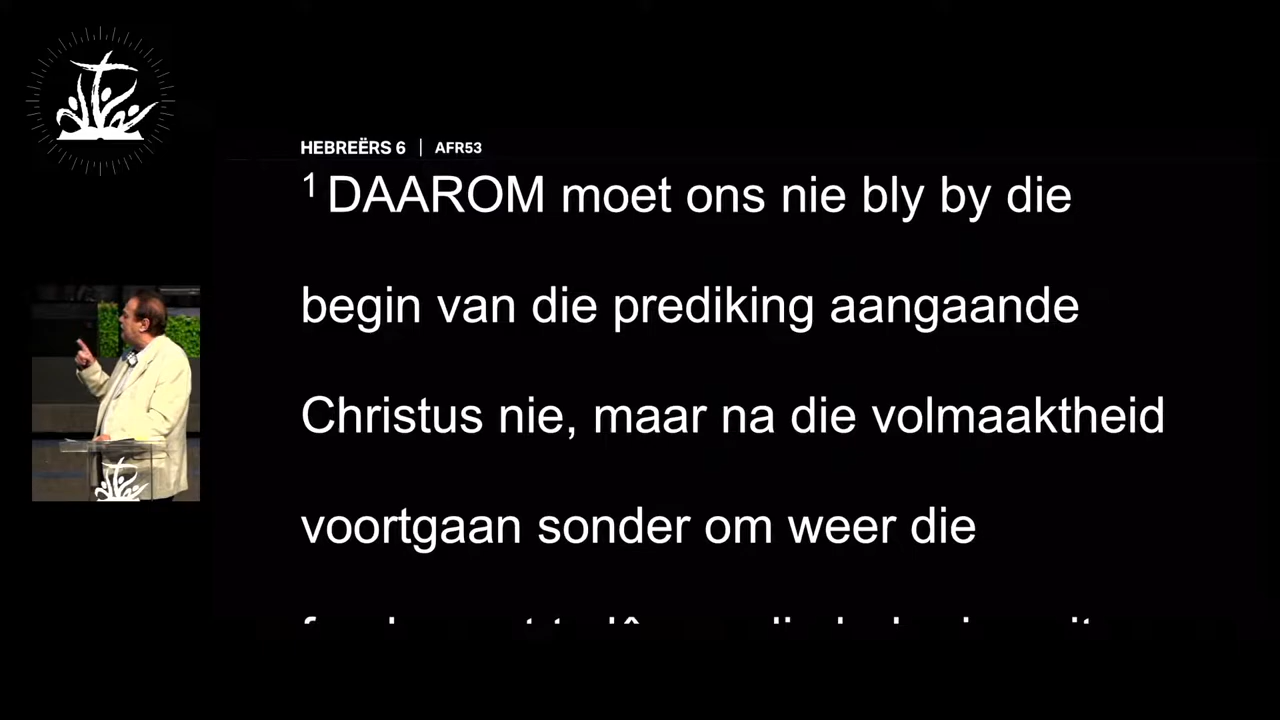 HEBREËRS 6 | AFR53
1 DAAROM moet ons nie bly by die
begin van die prediking aangaande
Christus nie, maar na die volmaaktheid
voortgaan sonder om weer die